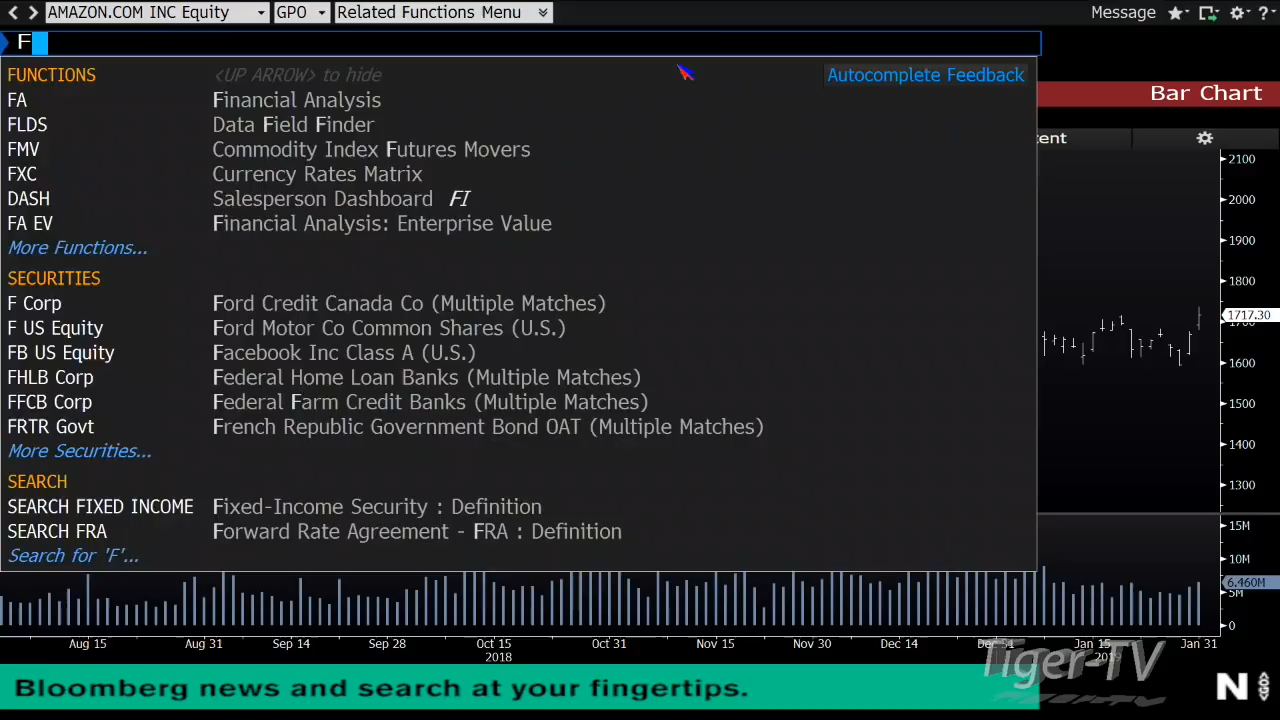 AMAZON.COM INC Equity GPO Related Functions Menu Message ?
F
FUNCTIONS <UP ARROW> to hide Autocomplete Feedback
FA Financial Analysis
FLDS Data Field Finder
FMV Commodity Index Futures Movers
FXC Currency Rates Matrix
DASH Salesperson Dashboard FI
FA EV Financial Analysis: Enterprise Value
More Functions...
SECURITIES
F Corp Ford Credit Canada Co (Multiple Matches)
F US Equity Ford Motor Co Common Shares (U.S.)
FB US Equity Facebook Inc Class A (U.S.)
FHLB Corp Federal Home Loan Banks (Multiple Matches)
FFCB Corp Federal Farm Credit Banks (Multiple Matches)
FRTR Govt French Republic Government Bond OAT (Multiple Matches)
More Securities...
SEARCH
SEARCH FIXED INCOME Fixed-Income Security : Definition
SEARCH FRA Forward Rate Agreement - FRA : Definition
Search for 'F'...
Bar Chart
ent
2100
2000
1900
1800
1717.30
1600
1500
1400
1300
15M
10M
6.460M
5M
0
Aug 15 Aug 31 Sep 14 Sep 28 Oct 15 Oct 31 Nov 15 Nov 30 Dec 14 Dec 31 Jan 15 Jan 31
2018 2019
Tiger-TV
Bloomberg news and search at your fingertips.
N